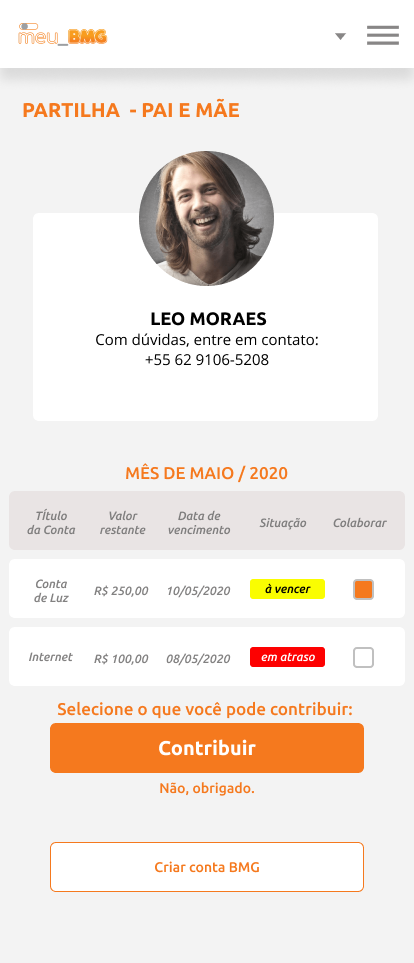 meu_BMG
PARTILHA - PAI E MÃE
LEO MORAES
Com dúvidas, entre em contato:
+55 62 9106-5208
MÊS DE MAIO / 2020
Título da Conta Valor restante Data de vencimento Situação Colaborar
Conta de Luz R$ 250,00 10/05/2020 à vencer
Internet R$ 100,00 08/05/2020 em atraso
Selecione o que você pode contribuir:
Contribuir
Não, obrigado.
Criar conta BMG